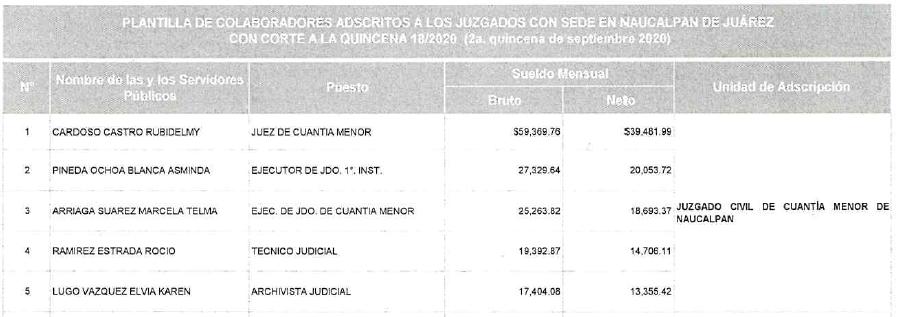 PLANTILLA DE COLABORADORES ADSCRITOS A LOS JUZGADOS CON SEDE EN NAUCALPAN DE JUÁREZ
CON CORTE A LA QUINCENA 18/2020 (2a. quincena de septiembre 2020)
N° Nombre de las y los Servidores Públicos Puesto Sueldo Mensual Unidad de Adscripción
Bruto Neto
1 CARDOSO CASTRO RUBIDELMY JUEZ DE CUANTIA MENOR $59,369.76 $39,481.99
2 PINEDA OCHOA BLANCA ASMINDA EJECUTOR DE JDO. 1°. INST. 27,329.64 20,053.72
3 ARRIAGA SUAREZ MARCELA TELMA EJEC. DE JDO. DE CUANTIA MENOR 25,263.82 18,693.37 JUZGADO CIVIL DE CUANTÍA MENOR DE
NAUCALPAN
4 RAMIREZ ESTRADA ROCIO TECNICO JUDICIAL 19,392.87 14,706.11
5 LUGO VAZQUEZ ELVIA KAREN ARCHIVISTA JUDICIAL 17,404.08 13,355.42